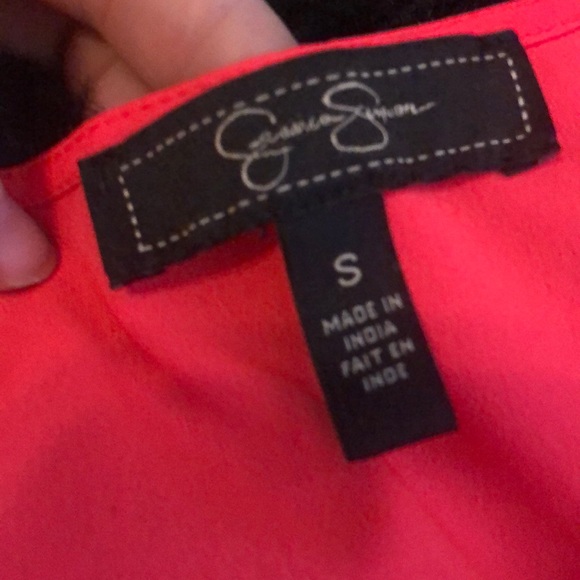 Jessica Simpson
S
MADE IN
INDIA
FAIT EN
INDE